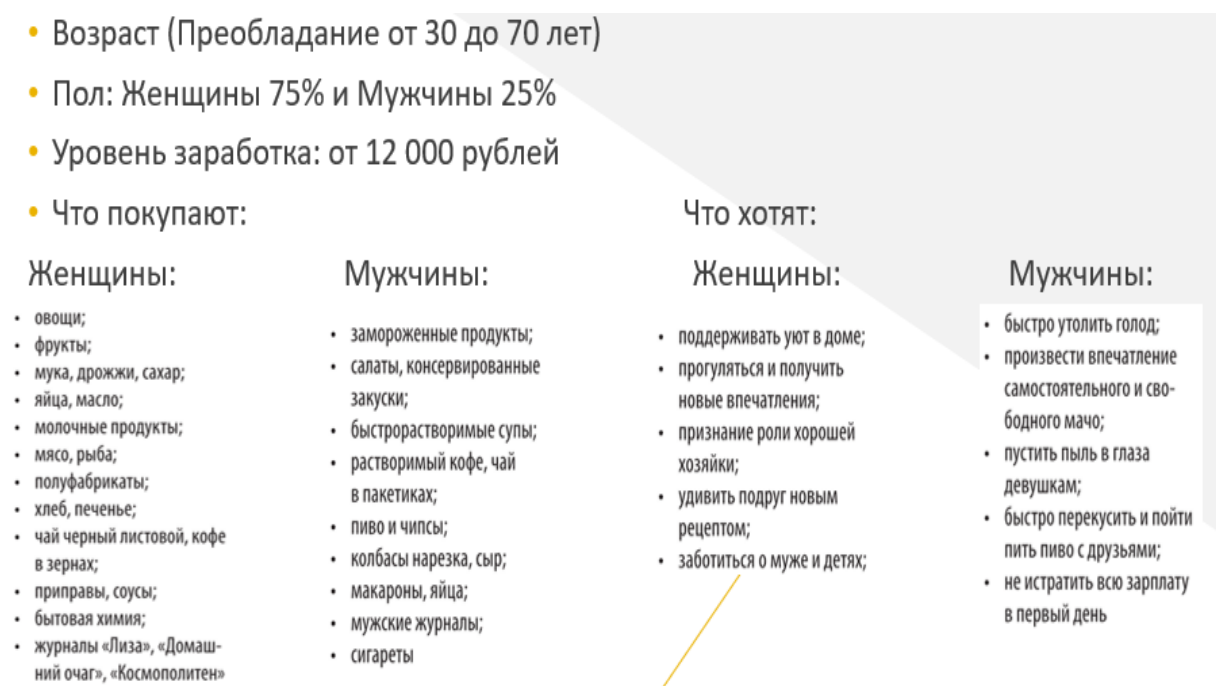 • Возраст (Преобладание от 30 до 70 лет)
• Пол: Женщины 75% и Мужчины 25%
• Уровень заработка: от 12 000 рублей
• Что покупают:
Женщины:
• овощи;
• фрукты;
• мука, дрожжи, сахар;
• яйца, масло;
• молочные продукты;
• мясо, рыба;
• полуфабрикаты;
• хлеб, печенье;
• чай черный листовой, кофе
в зернах;
• приправы, соусы;
• бытовая химия;
• журналы «Лиза», «Домаш-
ний очаг», «Космополитен»
Мужчины:
• замороженные продукты;
• салаты, консервированные
закуски;
• быстрорастворимые супы;
• растворимый кофе, чай
в пакетиках;
• пиво и чипсы;
• колбасы нарезка, сыр;
• макароны, яйца;
• мужские журналы;
• сигареты
Что хотят:
Женщины:
• поддерживать уют в доме;
• прогуляться и получить
новые впечатления;
• признание роли хорошей
хозяйки;
• удивить подруг новым
рецептом;
• заботиться о муже и детях;
Мужчины:
• быстро утолить голод;
• произвести впечатление
самостоятельного и сво-
бодного мачо;
• пустить пыль в глаза
девушкам;
• быстро перекусить и пойти
пить пиво с друзьями;
• не истратить всю зарплату
в первый день